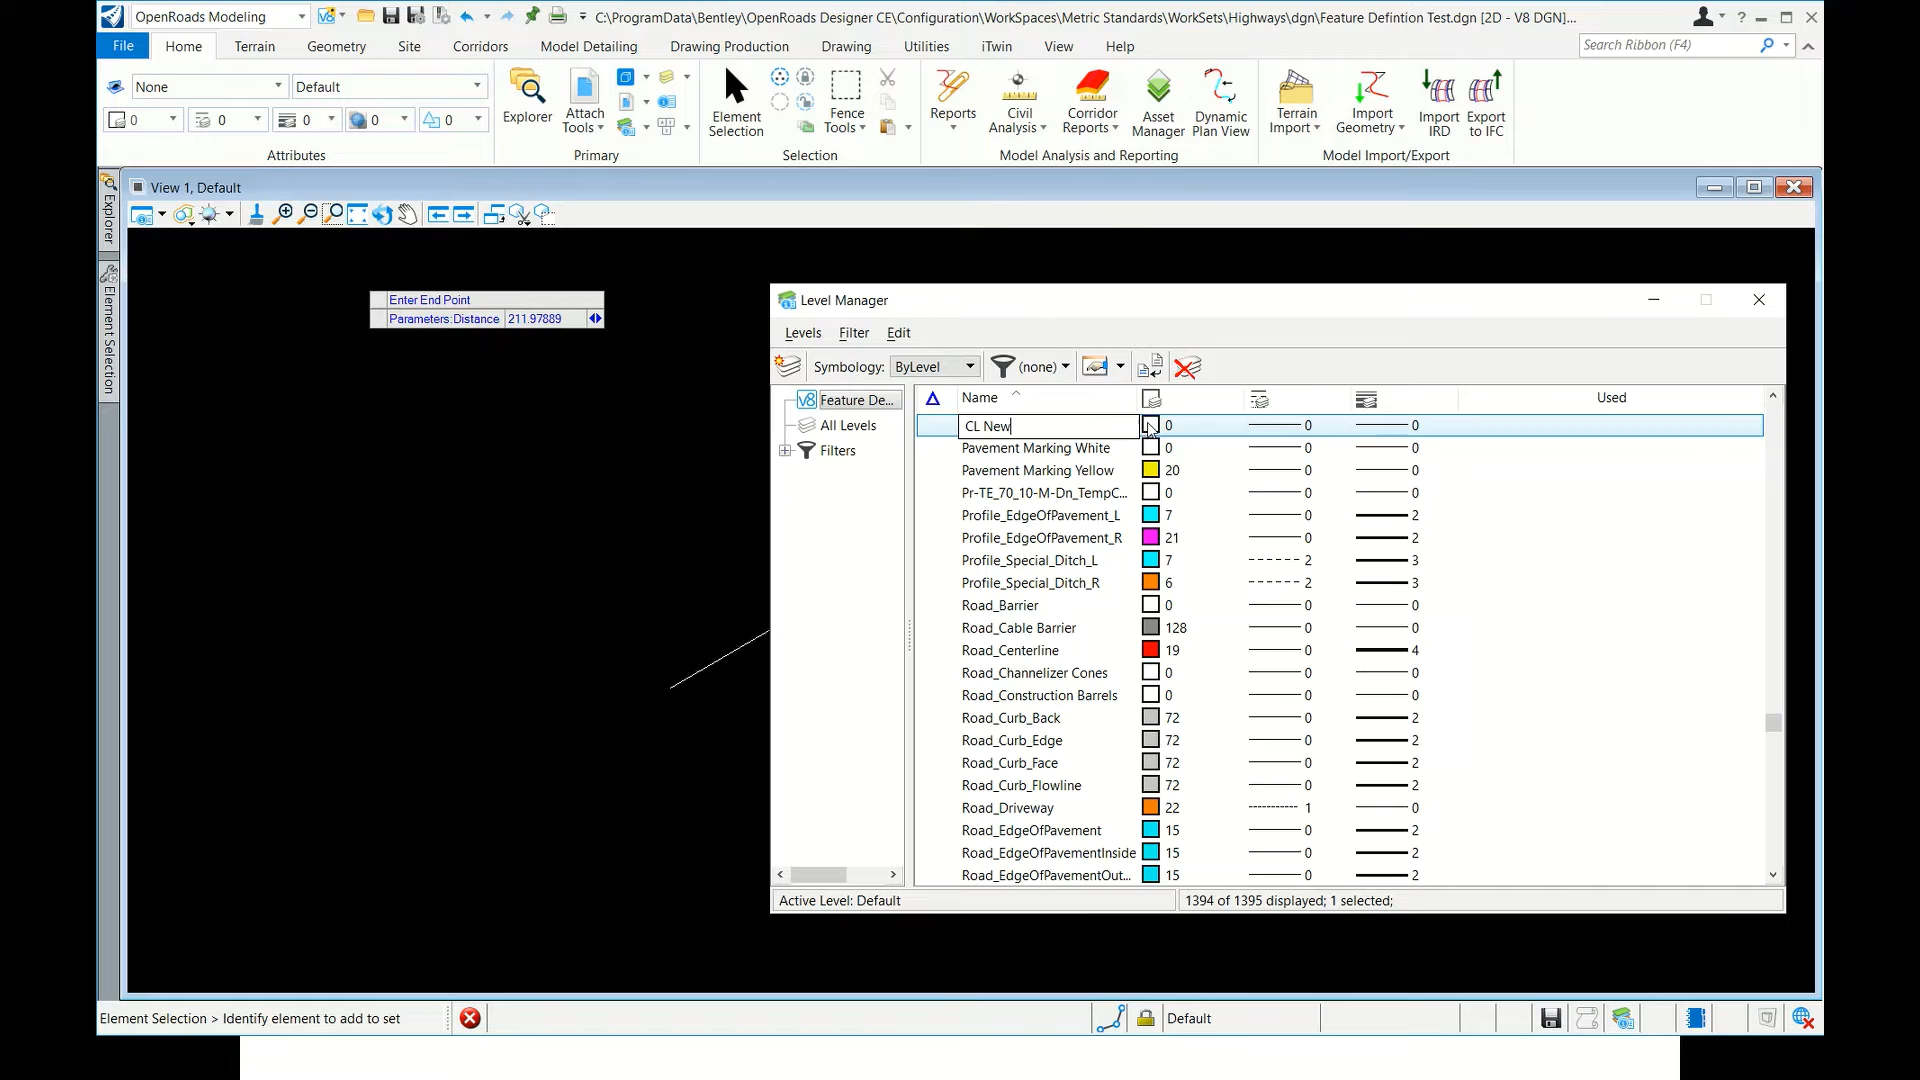 OpenRoads Modeling
C:\ProgramData\Bentley\OpenRoads Designer CE\Configuration\WorkSpaces\Metric Standards\WorkSets\Highways\dgn\Feature Defintion Test.dgn [2D - V8 DGN]...
File Home Terrain Geometry Site Corridors Model Detailing Drawing Production Drawing Utilities iTwin View Help
Search Ribbon (F4)
None Default
0 0 0 0 0
Attributes
Explorer
Attach Tools
Primary
Element Selection
Fence Tools
Selection
Reports
Civil Analysis
Corridor Reports
Asset Manager
Dynamic Plan View
Model Analysis and Reporting
Terrain Import
Import Geometry
Import IRD
Export to IFC
Model Import/Export
Explorer
Element Selection
View 1, Default
Enter End Point
Parameters:Distance 211.97889
Level Manager
Levels Filter Edit
Symbology: ByLevel (none)
V8 Feature De...
All Levels
Filters
Name Used
CL New 0 0 0
Pavement Marking White 0 0 0
Pavement Marking Yellow 20 0 0
Pr-TE_70_10-M-Dn_TempC... 0 0 0
Profile_EdgeOfPavement_L 7 0 2
Profile_EdgeOfPavement_R 21 0 2
Profile_Special_Ditch_L 7 2 3
Profile_Special_Ditch_R 6 2 3
Road_Barrier 0 0 0
Road_Cable Barrier 128 0 0
Road_Centerline 19 0 4
Road_Channelizer Cones 0 0 0
Road_Construction Barrels 0 0 0
Road_Curb_Back 72 0 2
Road_Curb_Edge 72 0 2
Road_Curb_Face 72 0 2
Road_Curb_Flowline 72 0 2
Road_Driveway 22 1 0
Road_EdgeOfPavement 15 0 2
Road_EdgeOfPavementInside 15 0 2
Road_EdgeOfPavementOut... 15 0 2
Active Level: Default
1394 of 1395 displayed; 1 selected;
Element Selection > Identify element to add to set
Default